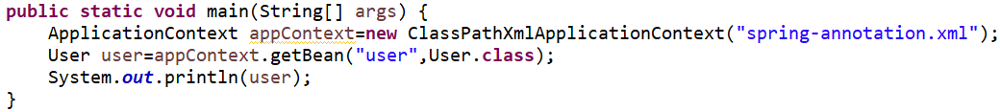 public static void main(String[] args) {
    ApplicationContext appContext=new ClassPathXmlApplicationContext("spring-annotation.xml");
    User user=appContext.getBean("user",User.class);
    System.out.println(user);
}